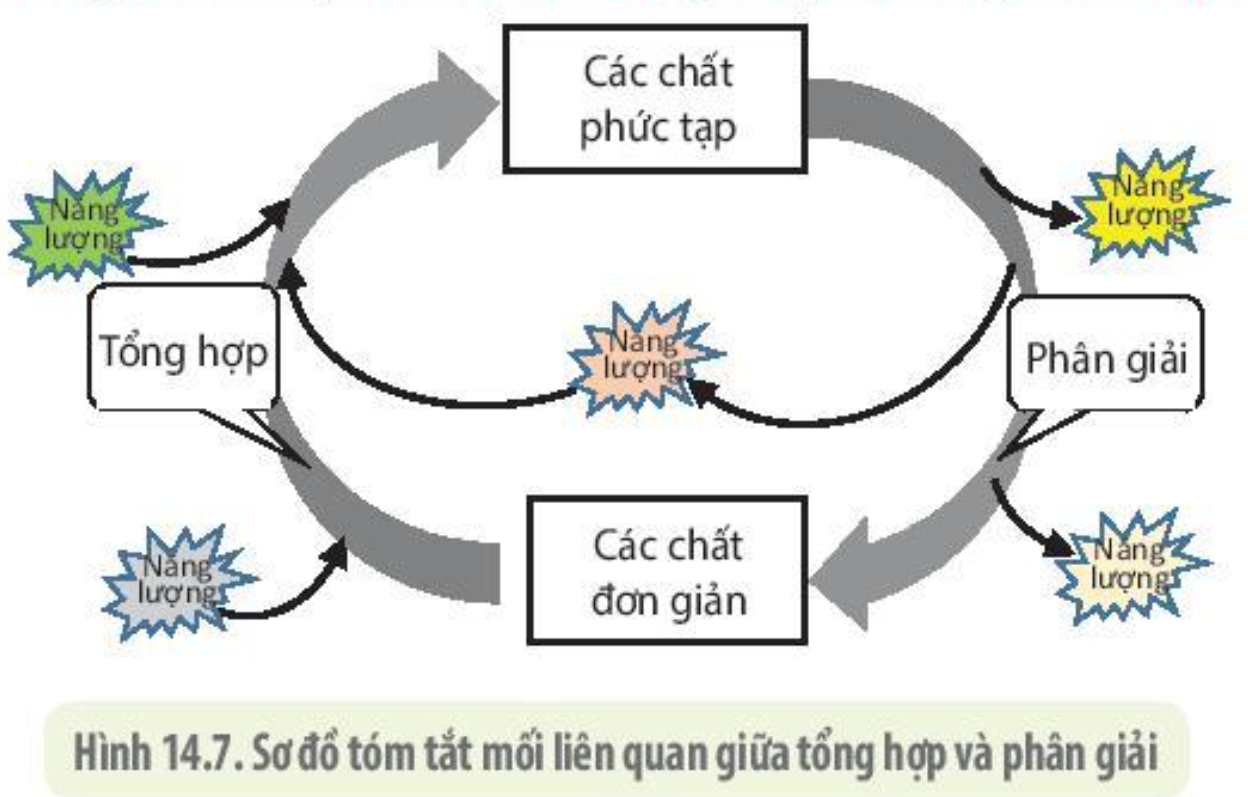 Các chất
phức tạp
Năng
lượng
Năng
lượng
Năng
lượng
Tổng hợp
Phân giải
Các chất
đơn giản
Năng
lượng
Năng
lượng
Hình 14.7. Sơ đồ tóm tắt mối liên quan giữa tổng hợp và phân giải